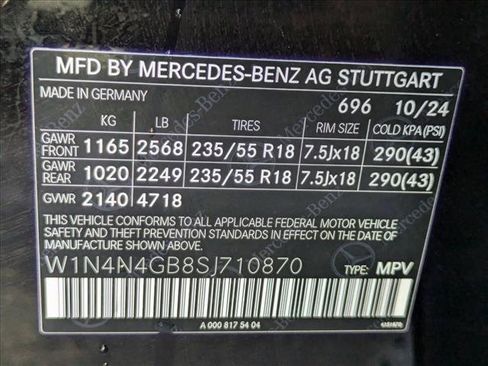 MFD BY MERCEDES-BENZ AG STUTTGART
MADE IN GERMANY 696 10/24
KG LB TIRES RIM SIZE COLD KPA(PSI)
GAWR FRONT 1165 2568 235/55 R18 7.5Jx18 290(43)
GAWR REAR 1020 2249 235/55 R18 7.5Jx18 290(43)
GVWR 2140 4718
THIS VEHICLE CONFORMS TO ALL APPLICABLE FEDERAL MOTOR VEHICLE
SAFETY AND THEFT PREVENTION STANDARDS IN EFFECT ON THE DATE
OF MANUFACTURE SHOWN ABOVE.
W1N4N4GB8SJ710870 TYPE: MPV
A 000 817 54 04